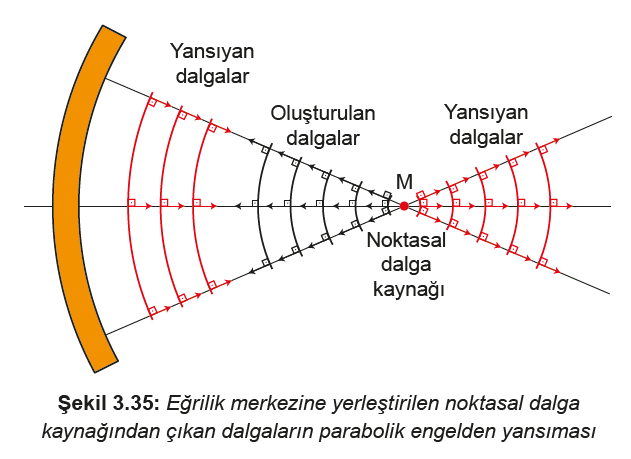 Yansıyan
dalgalar
Oluşturulan
dalgalar
Yansıyan
dalgalar
M
Noktasal
dalga
kaynağı
Şekil 3.35: Eğrilik merkezine yerleştirilen noktasal dalga
kaynağından çıkan dalgaların parabolik engelden yansıması